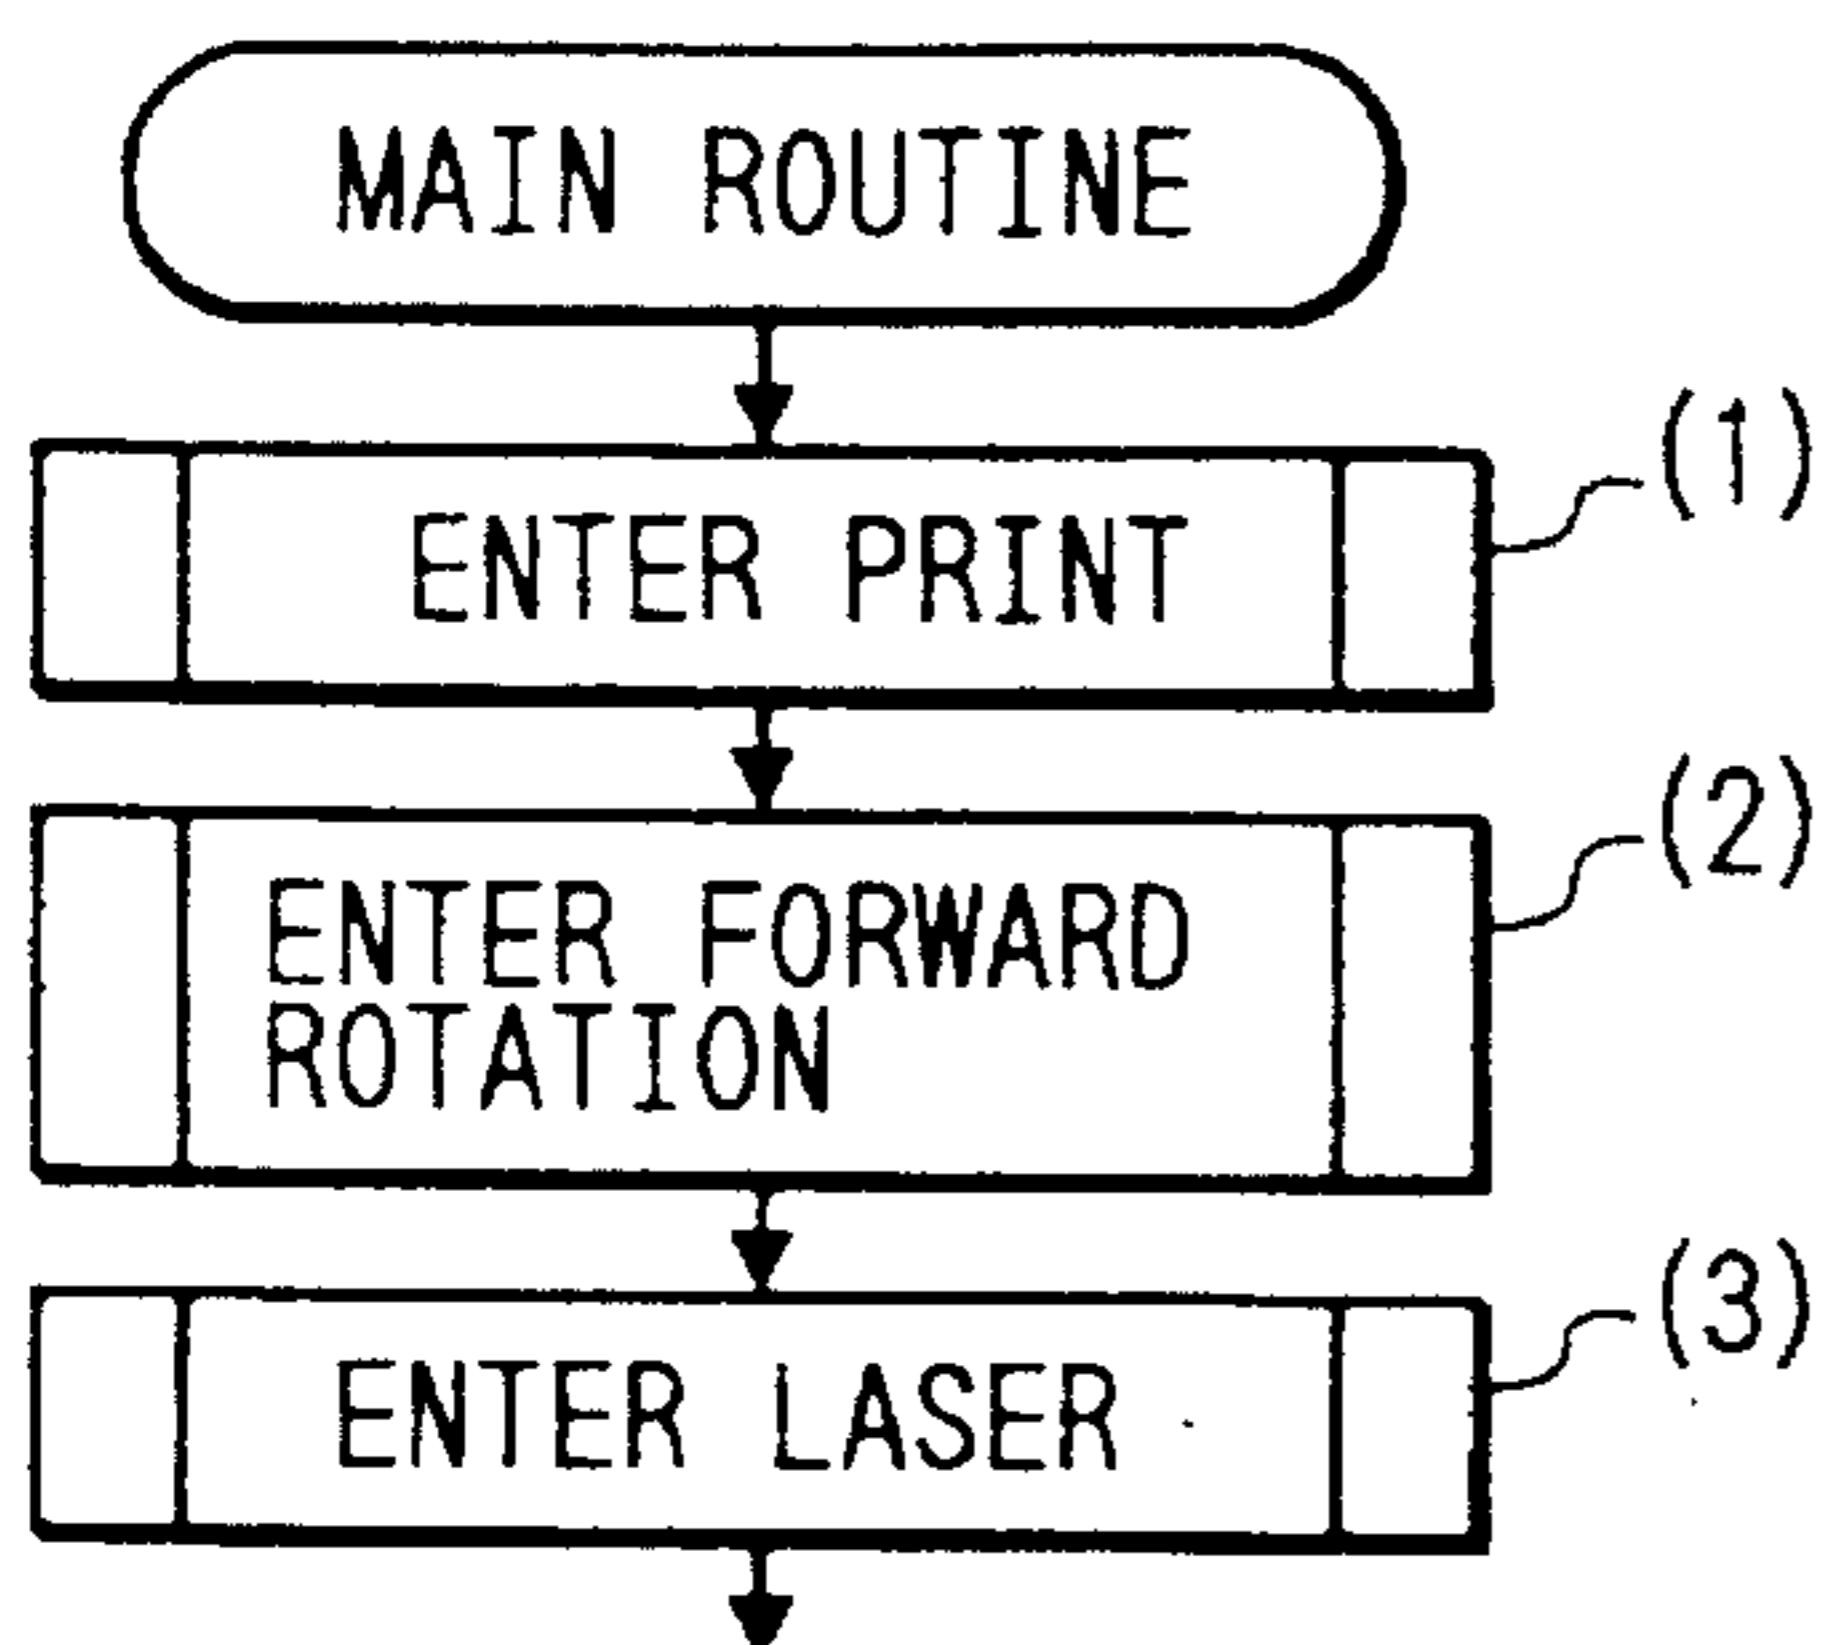 MAIN ROUTINE
(1)
ENTER PRINT
(2)
ENTER FORWARD
ROTATION
(3)
ENTER LASER